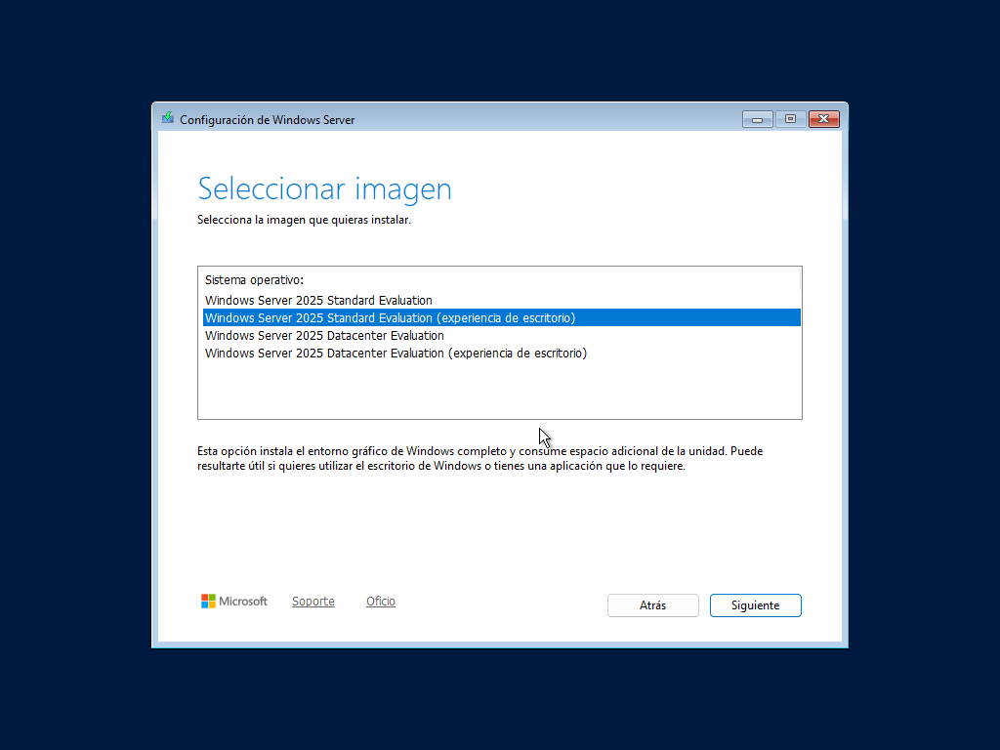 Configuración de Windows Server
Seleccionar imagen
Selecciona la imagen que quieras instalar.
Sistema operativo:
Windows Server 2025 Standard Evaluation
Windows Server 2025 Standard Evaluation (experiencia de escritorio)
Windows Server 2025 Datacenter Evaluation
Windows Server 2025 Datacenter Evaluation (experiencia de escritorio)
Esta opción instala el entorno gráfico de Windows completo y consume espacio adicional de la unidad. Puede
resultarte útil si quieres utilizar el escritorio de Windows o tienes una aplicación que lo requiere.
Microsoft Soporte Oficio Atrás Siguiente